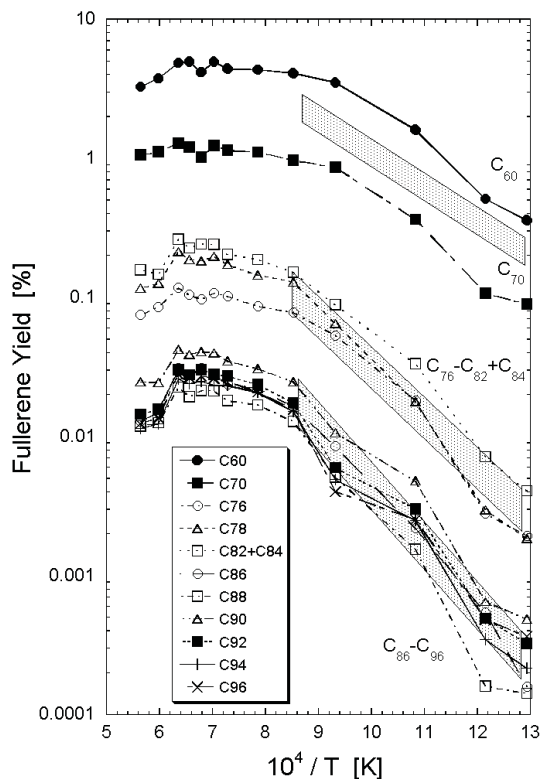 10
1
0.1
0.01
0.001
0.0001
Fullerene Yield [%]
C60
C70
C76-C82+C84
C86-C96
C60
C70
C76
C78
C82+C84
C86
C88
C90
C92
C94
C96
5 6 7 8 9 10 11 12 13
10^4 / T [K]